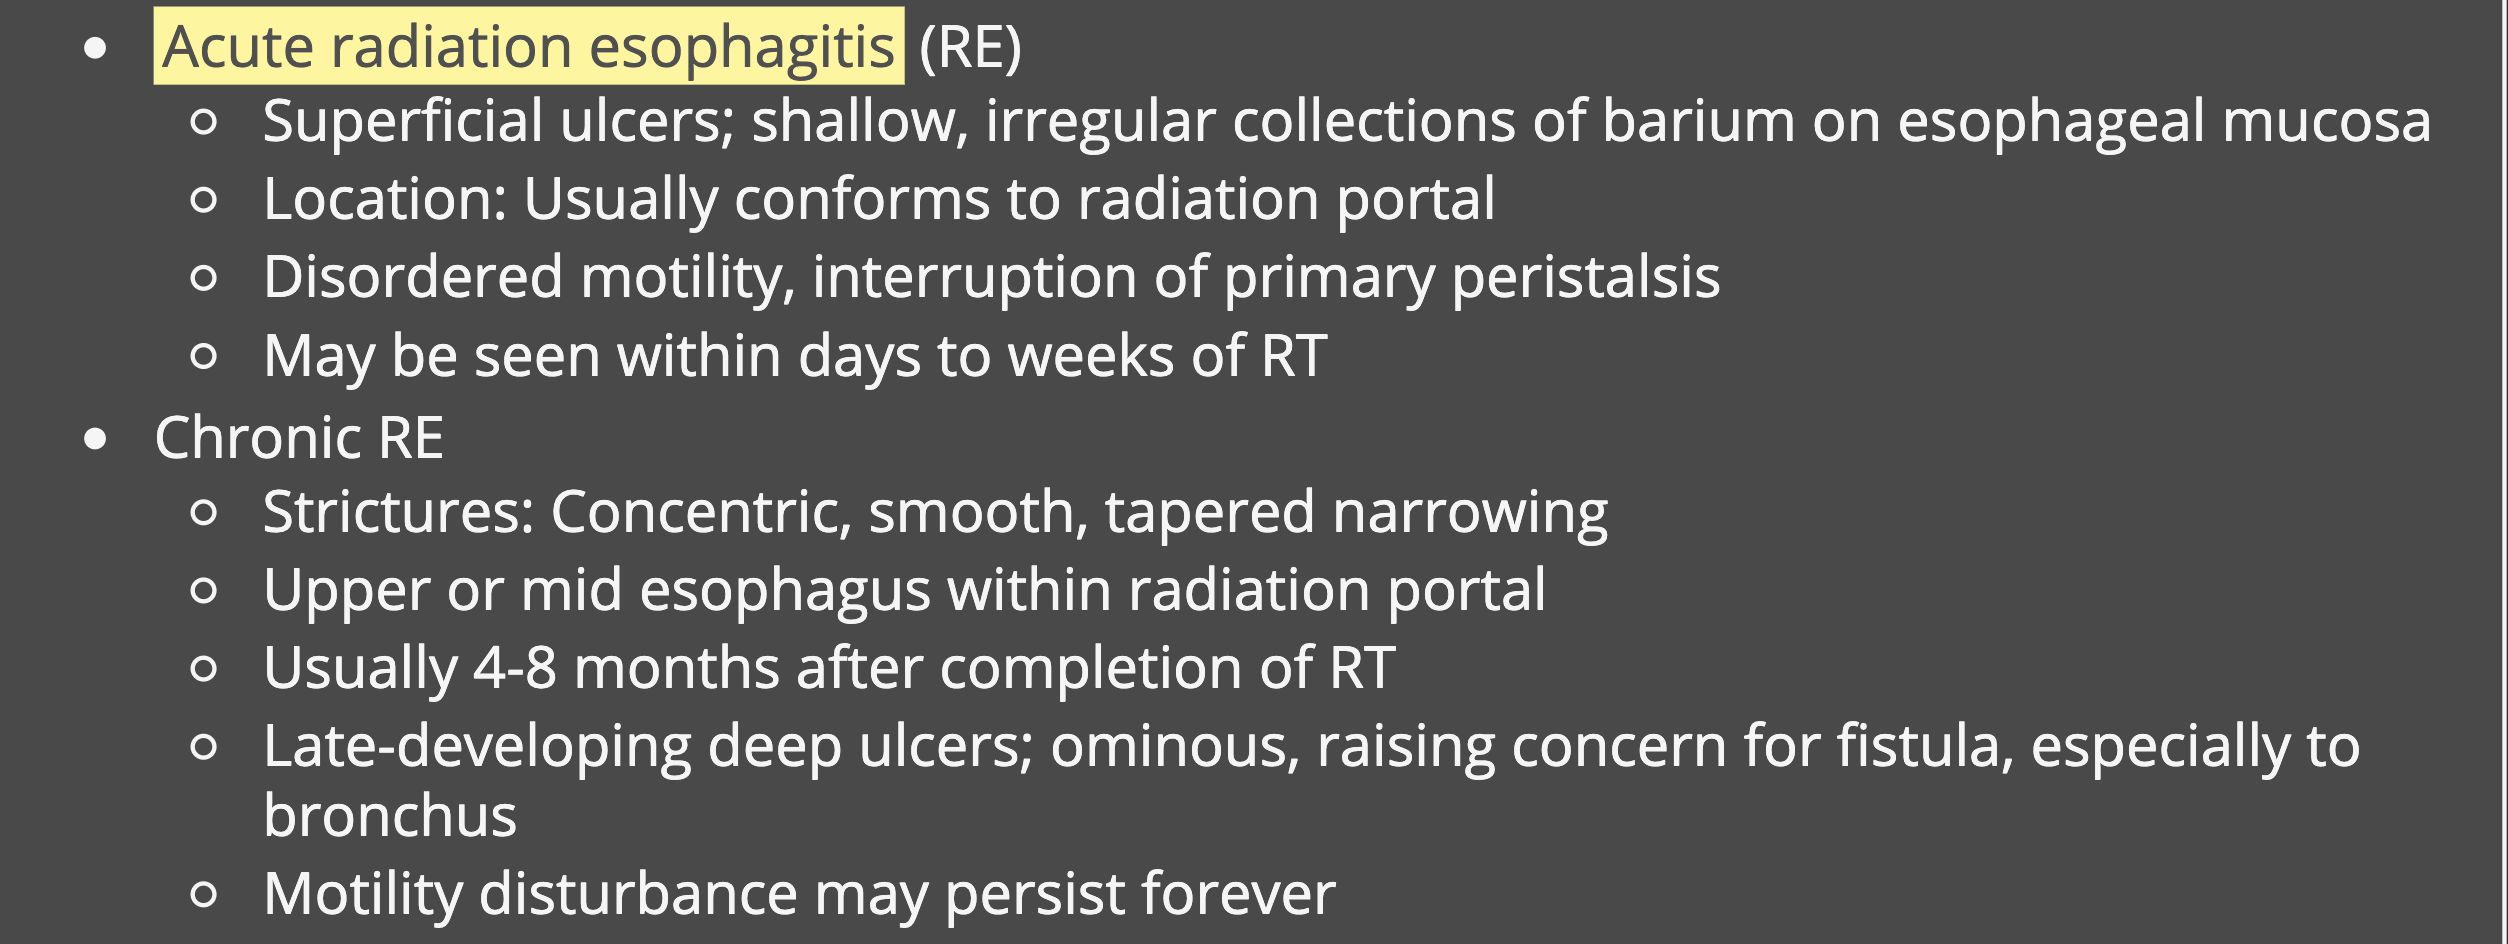 • Acute radiation esophagitis (RE)
○ Superficial ulcers; shallow, irregular collections of barium on esophageal mucosa
○ Location: Usually conforms to radiation portal
○ Disordered motility, interruption of primary peristalsis
○ May be seen within days to weeks of RT
• Chronic RE
○ Strictures: Concentric, smooth, tapered narrowing
○ Upper or mid esophagus within radiation portal
○ Usually 4-8 months after completion of RT
○ Late-developing deep ulcers; ominous, raising concern for fistula, especially to
bronchus
○ Motility disturbance may persist forever